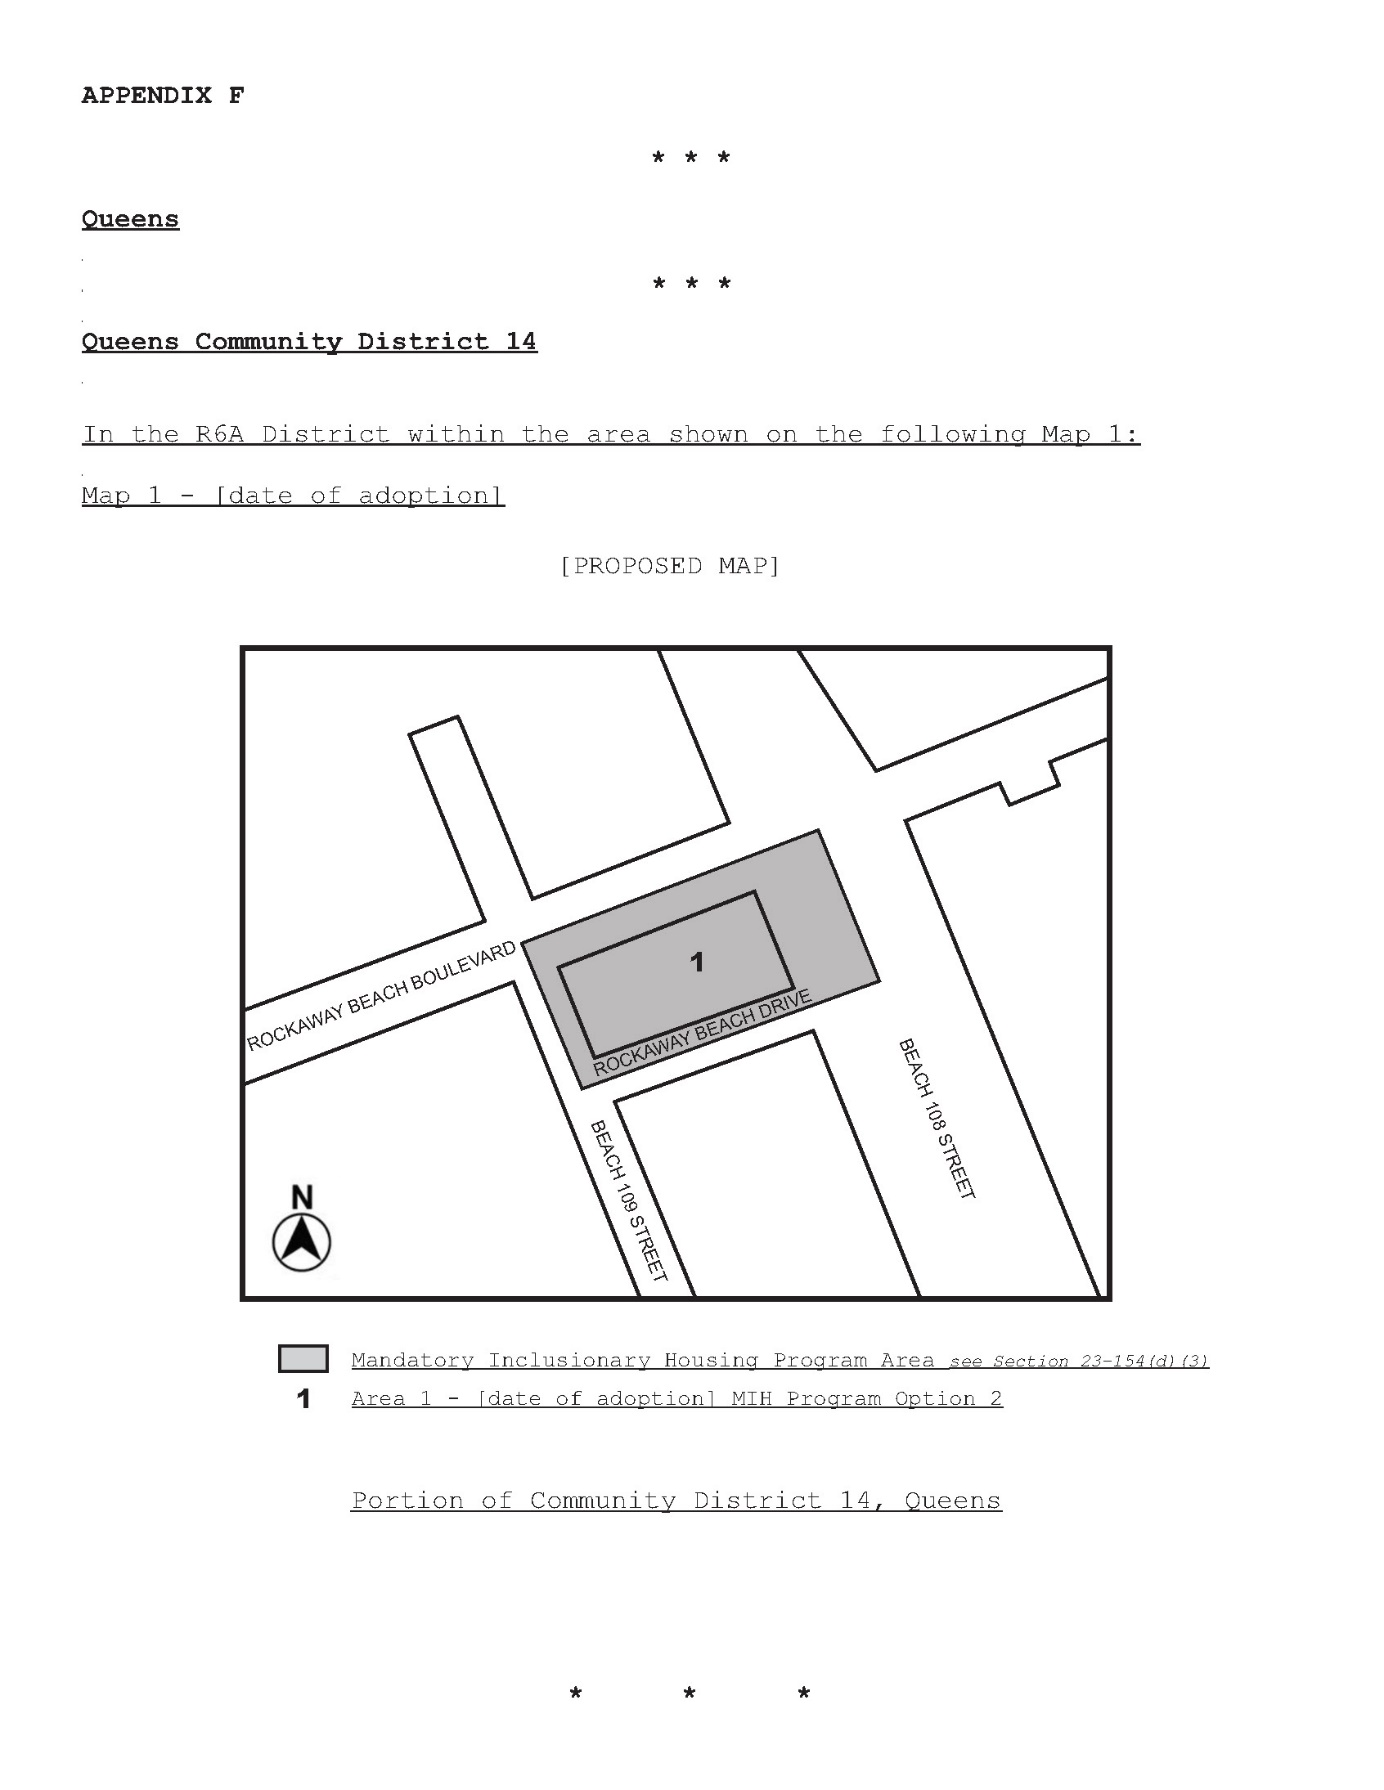 APPENDIX F
* * *
Queens
* * *
Queens Community District 14
In the R6A District within the area shown on the following Map 1:
Map 1 - [date of adoption]
[PROPOSED MAP]
1
ROCKAWAY BEACH BOULEVARD
ROCKAWAY BEACH DRIVE
BEACH 108 STREET
BEACH 109 STREET
N
Mandatory Inclusionary Housing Program Area see Section 23-154(d)(3)
1 Area 1 - [date of adoption] MIH Program Option 2
Portion of Community District 14, Queens
* * *